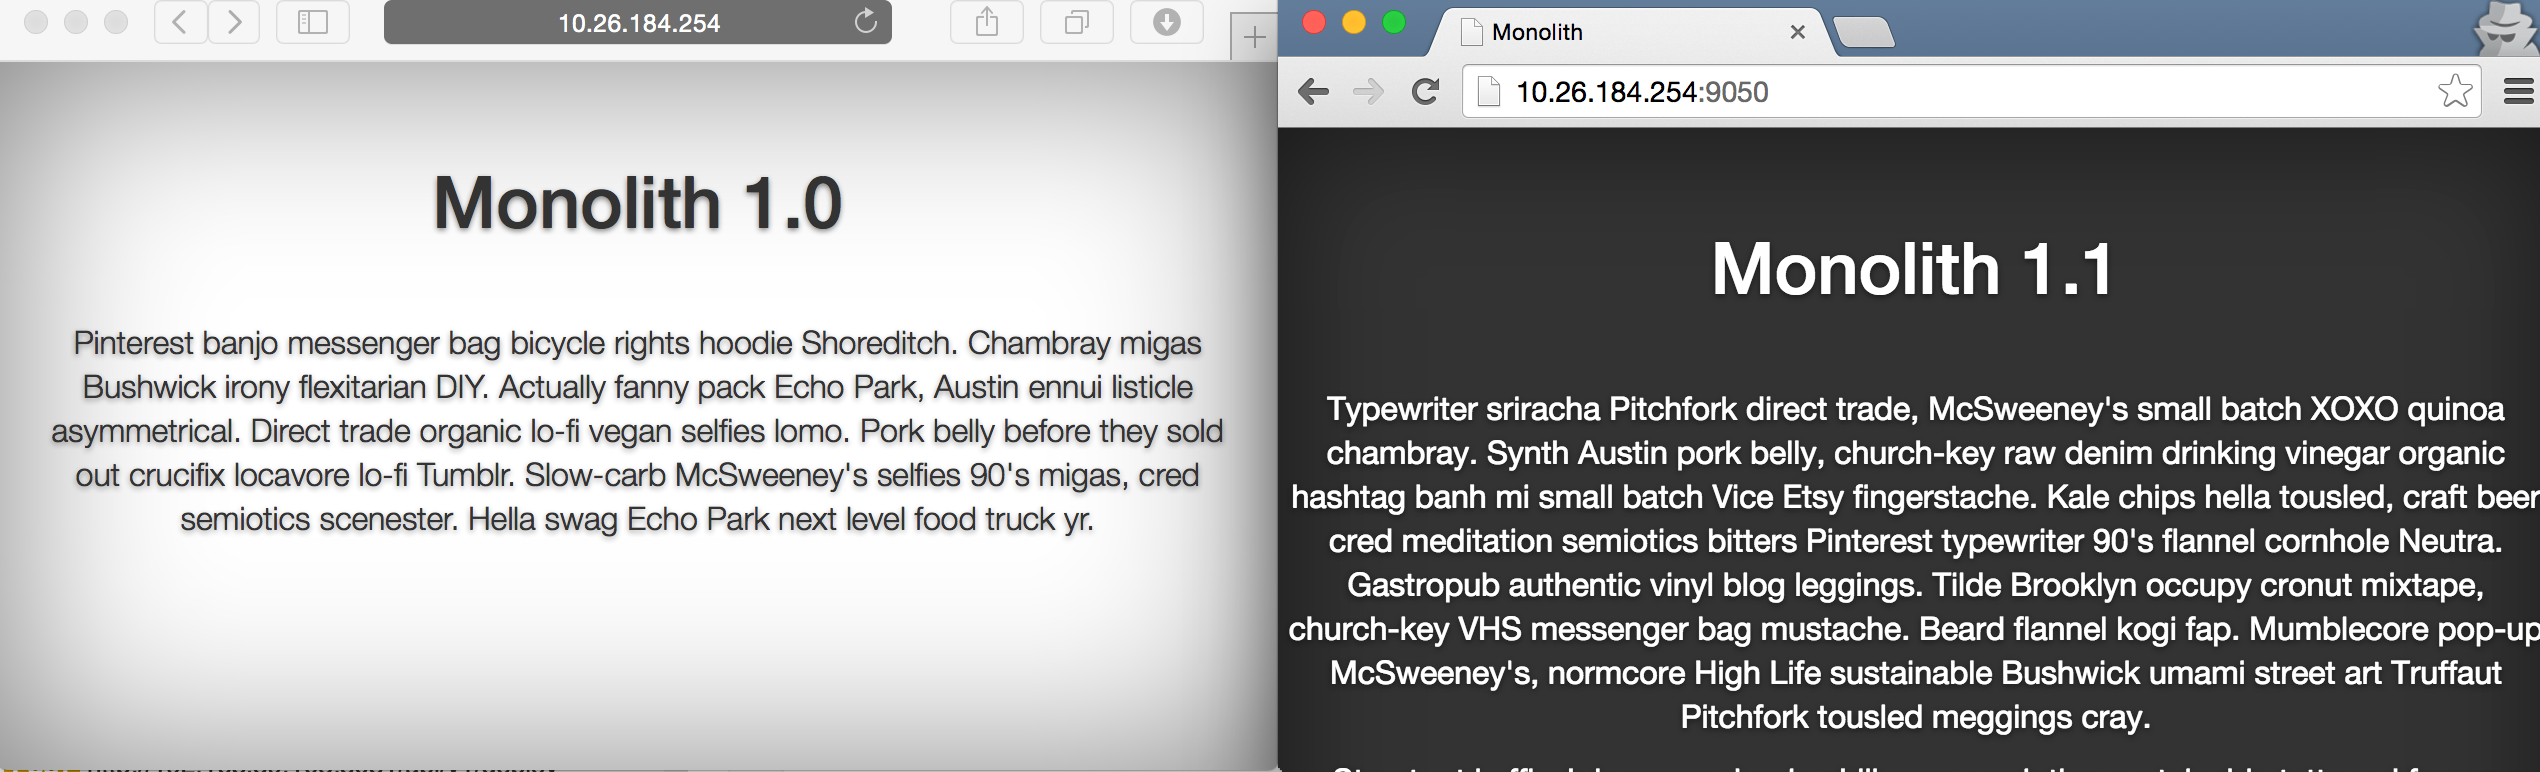 10.26.184.254
Monolith 1.0
Pinterest banjo messenger bag bicycle rights hoodie Shoreditch. Chambray migas
Bushwick irony flexitarian DIY. Actually fanny pack Echo Park, Austin ennui listicle
asymmetrical. Direct trade organic lo-fi vegan selfies lomo. Pork belly before they sold
out crucifix locavore lo-fi Tumblr. Slow-carb McSweeney's selfies 90's migas, cred
semiotics scenester. Hella swag Echo Park next level food truck yr.
Monolith
10.26.184.254:9050
Monolith 1.1
Typewriter sriracha Pitchfork direct trade, McSweeney's small batch XOXO quinoa
chambray. Synth Austin pork belly, church-key raw denim drinking vinegar organic
hashtag banh mi small batch Vice Etsy fingerstache. Kale chips hella tousled, craft beer
cred meditation semiotics bitters Pinterest typewriter 90's flannel cornhole Neutra.
Gastropub authentic vinyl blog leggings. Tilde Brooklyn occupy cronut mixtape,
church-key VHS messenger bag mustache. Beard flannel kogi fap. Mumblecore pop-up
McSweeney's, normcore High Life sustainable Bushwick umami street art Truffaut
Pitchfork tousled meggings cray.